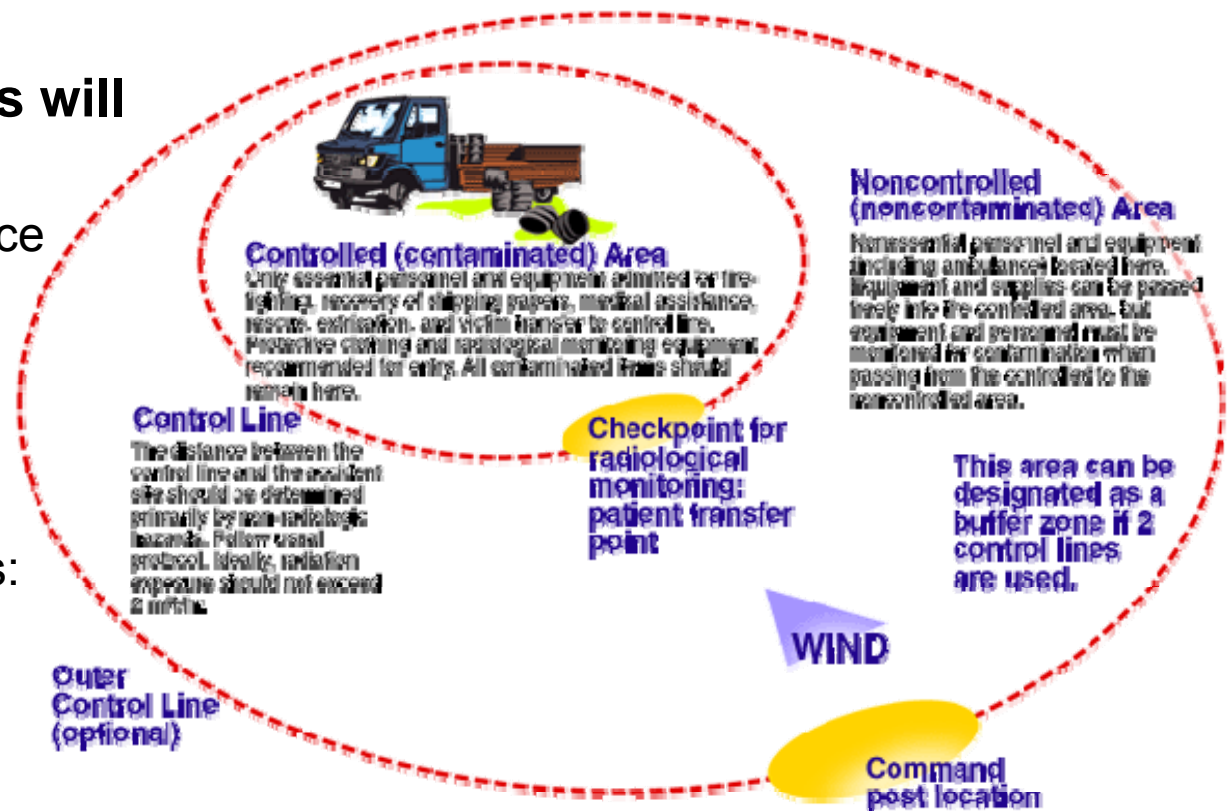 s will
ce
s:
Controlled (contaminated) Area
Only essential personnel and equipment admitted for fire-
fighting, recovery of shipping papers, medical assistance,
rescue, extrication, and victim transfer to control line.
Protective clothing and radiological monitoring equipment
recommended for entry. All contaminated items should
remain here.
Noncontrolled
(noncontaminated) Area
Nonessential personnel and equipment
(including ambulances) located here.
Equipment and supplies can be passed
freely into the controlled area, but
equipment and personnel must be
monitored for contamination when
passing from the controlled to the
noncontrolled area.
Control Line
The distance between the
control line and the accident
site should be determined
primarily by non-radiologic
hazards. Follow usual
protocol. Ideally, radiation
exposure should not exceed
2
Checkpoint for
radiological
monitoring:
patient transfer
point
This area can be
designated as a
buffer zone if 2
control lines
are used.
WIND
Outer
Control Line
(optional)
Command
post location